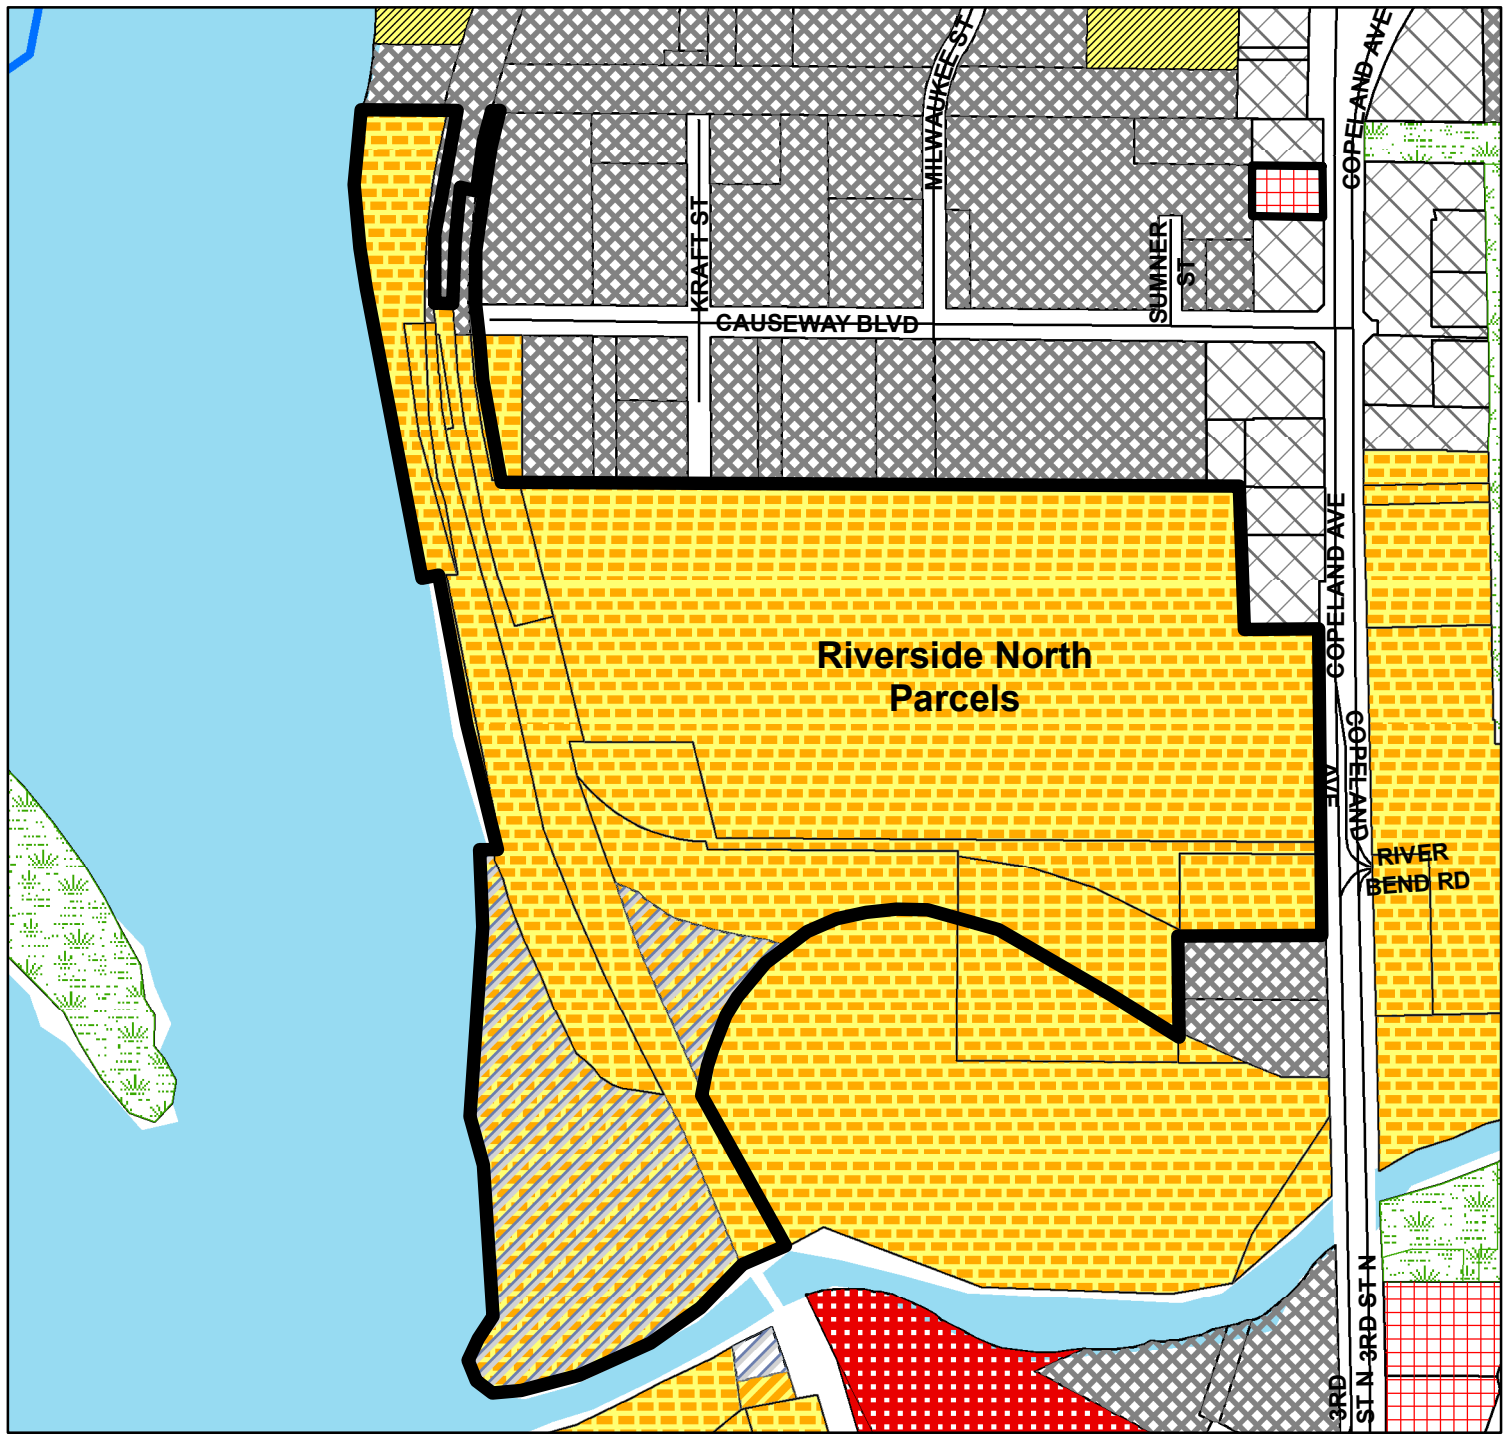 COPELAND AVE
MILWAUKEE ST
KRAFT ST
SUMNER
ST
CAUSEWAY BLVD
COPELAND AVE
Riverside North
Parcels
COPELAND
AVE
RIVER
BEND RD
3RD ST N
3RD
ST N